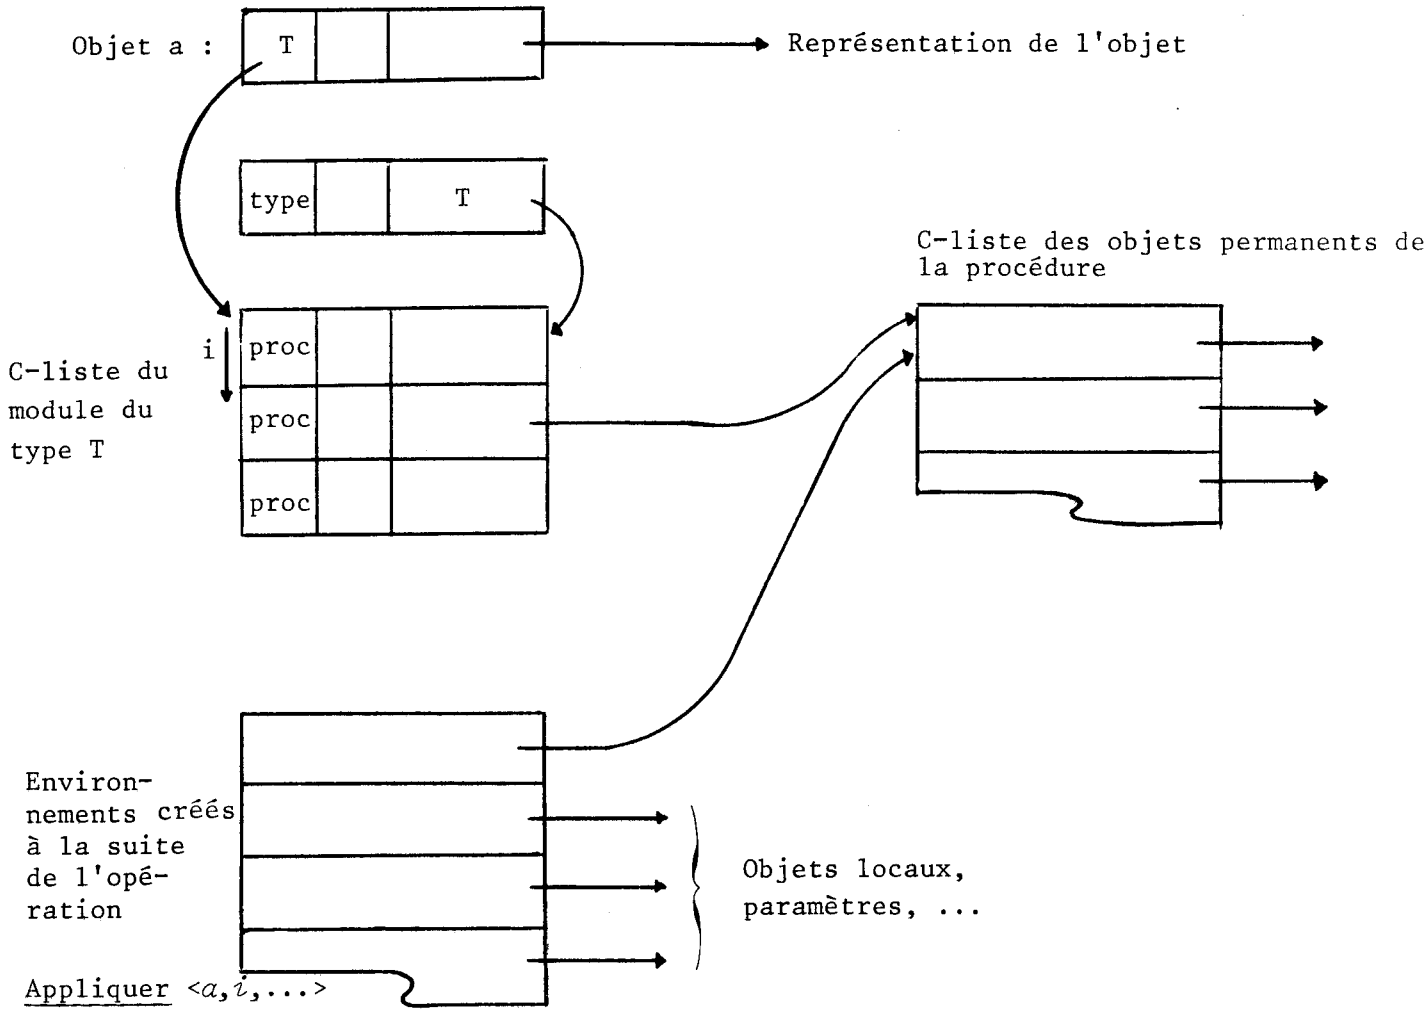 Objet a :
T
Représentation de l'objet
type
T
C-liste des objets permanents de
la procédure
i
proc
C-liste du
module du
type T
proc
proc
Environ-
nements créés
à la suite
de l'opé-
ration
Objets locaux,
paramètres, ...
Appliquer <a,i,...>